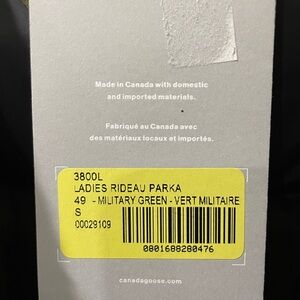 Made in Canada with domestic
and imported materials.
Fabriqué au Canada avec
des matériaux locaux et importés.
3800L
LADIES RIDEAU PARKA
49 - MILITARY GREEN - VERT MILITAIRE
S
00029109
0801688280476
canadagoose.com